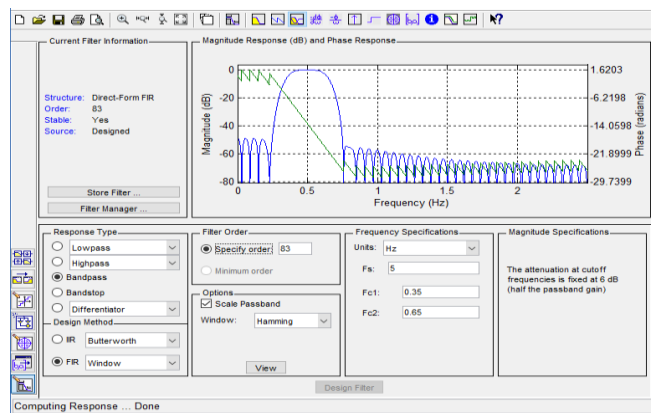 Current Filter Information
Structure: Direct-Form FIR
Order: 83
Stable: Yes
Source: Designed
Store Filter ...
Filter Manager ...
Magnitude Response (dB) and Phase Response
0
-20
-40
-60
-80
Magnitude (dB)
0
0.5
1
1.5
2
Frequency (Hz)
1.6203
-6.2198
-14.0598
-21.8999
-29.7399
Phase (radians)
Response Type
Lowpass
Highpass
Bandpass
Bandstop
Differentiator
Design Method
IIR Butterworth
FIR Window
Filter Order
Specify order: 83
Minimum order
Options
Scale Passband
Window: Hamming
View
Frequency Specifications
Units: Hz
Fs: 5
Fc1: 0.35
Fc2: 0.65
Magnitude Specifications
The attenuation at cutoff
frequencies is fixed at 6 dB
(half the passband gain)
Design Filter
Computing Response ... Done